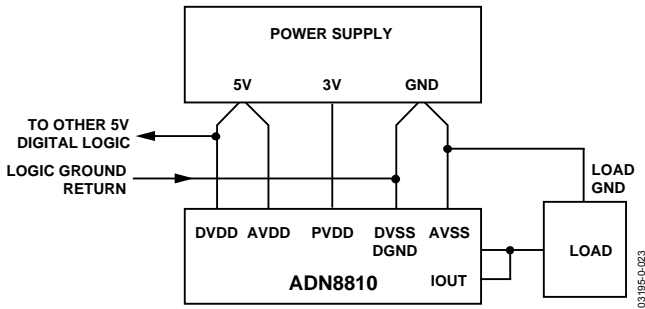 POWER SUPPLY
5V 3V GND
TO OTHER 5V
DIGITAL LOGIC
LOGIC GROUND
RETURN
LOAD
GND
DVDD AVDD PVDD DVSS AVSS
DGND
IOUT
ADN8810
LOAD
03195-0-023